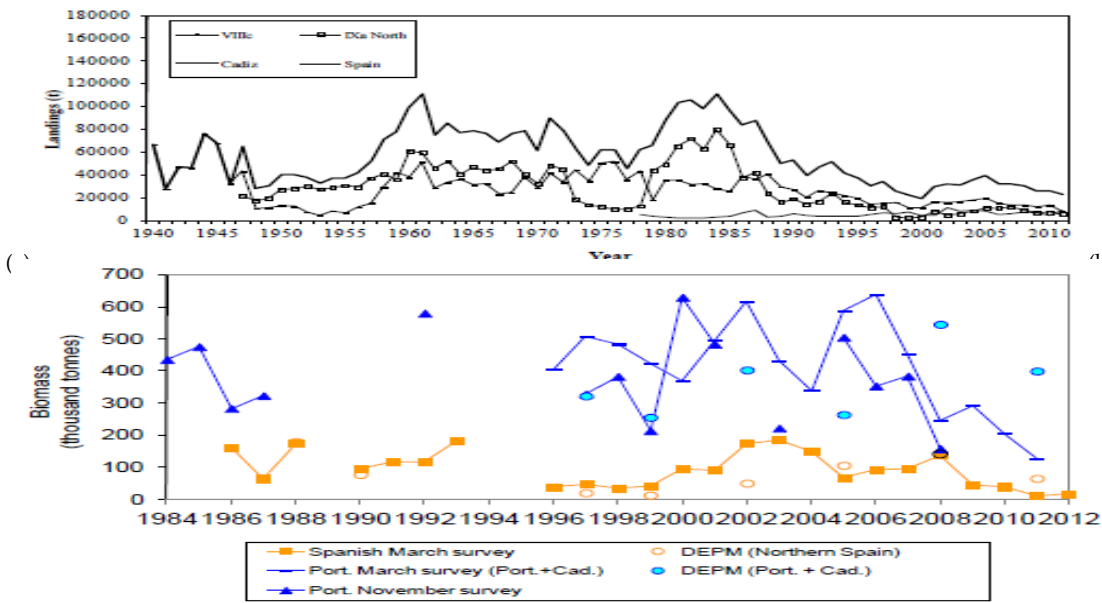 180000
160000
140000
120000
100000
80000
60000
40000
20000
0
Landings (t)
VIIIc IXa North
Cadiz Spain
1940 1945 1950 1955 1960 1965 1970 1975 1980 1985 1990 1995 2000 2005 2010
Year
700
600
500
400
300
200
100
0
Biomass
(thousand tonnes)
1984 1986 1988 1990 1992 1994 1996 1998 2000 2002 2004 2006 2008 2010 2012
Spanish March survey DEPM (Northern Spain)
Port. March survey (Port.+Cad.) DEPM (Port. + Cad.)
Port. November survey